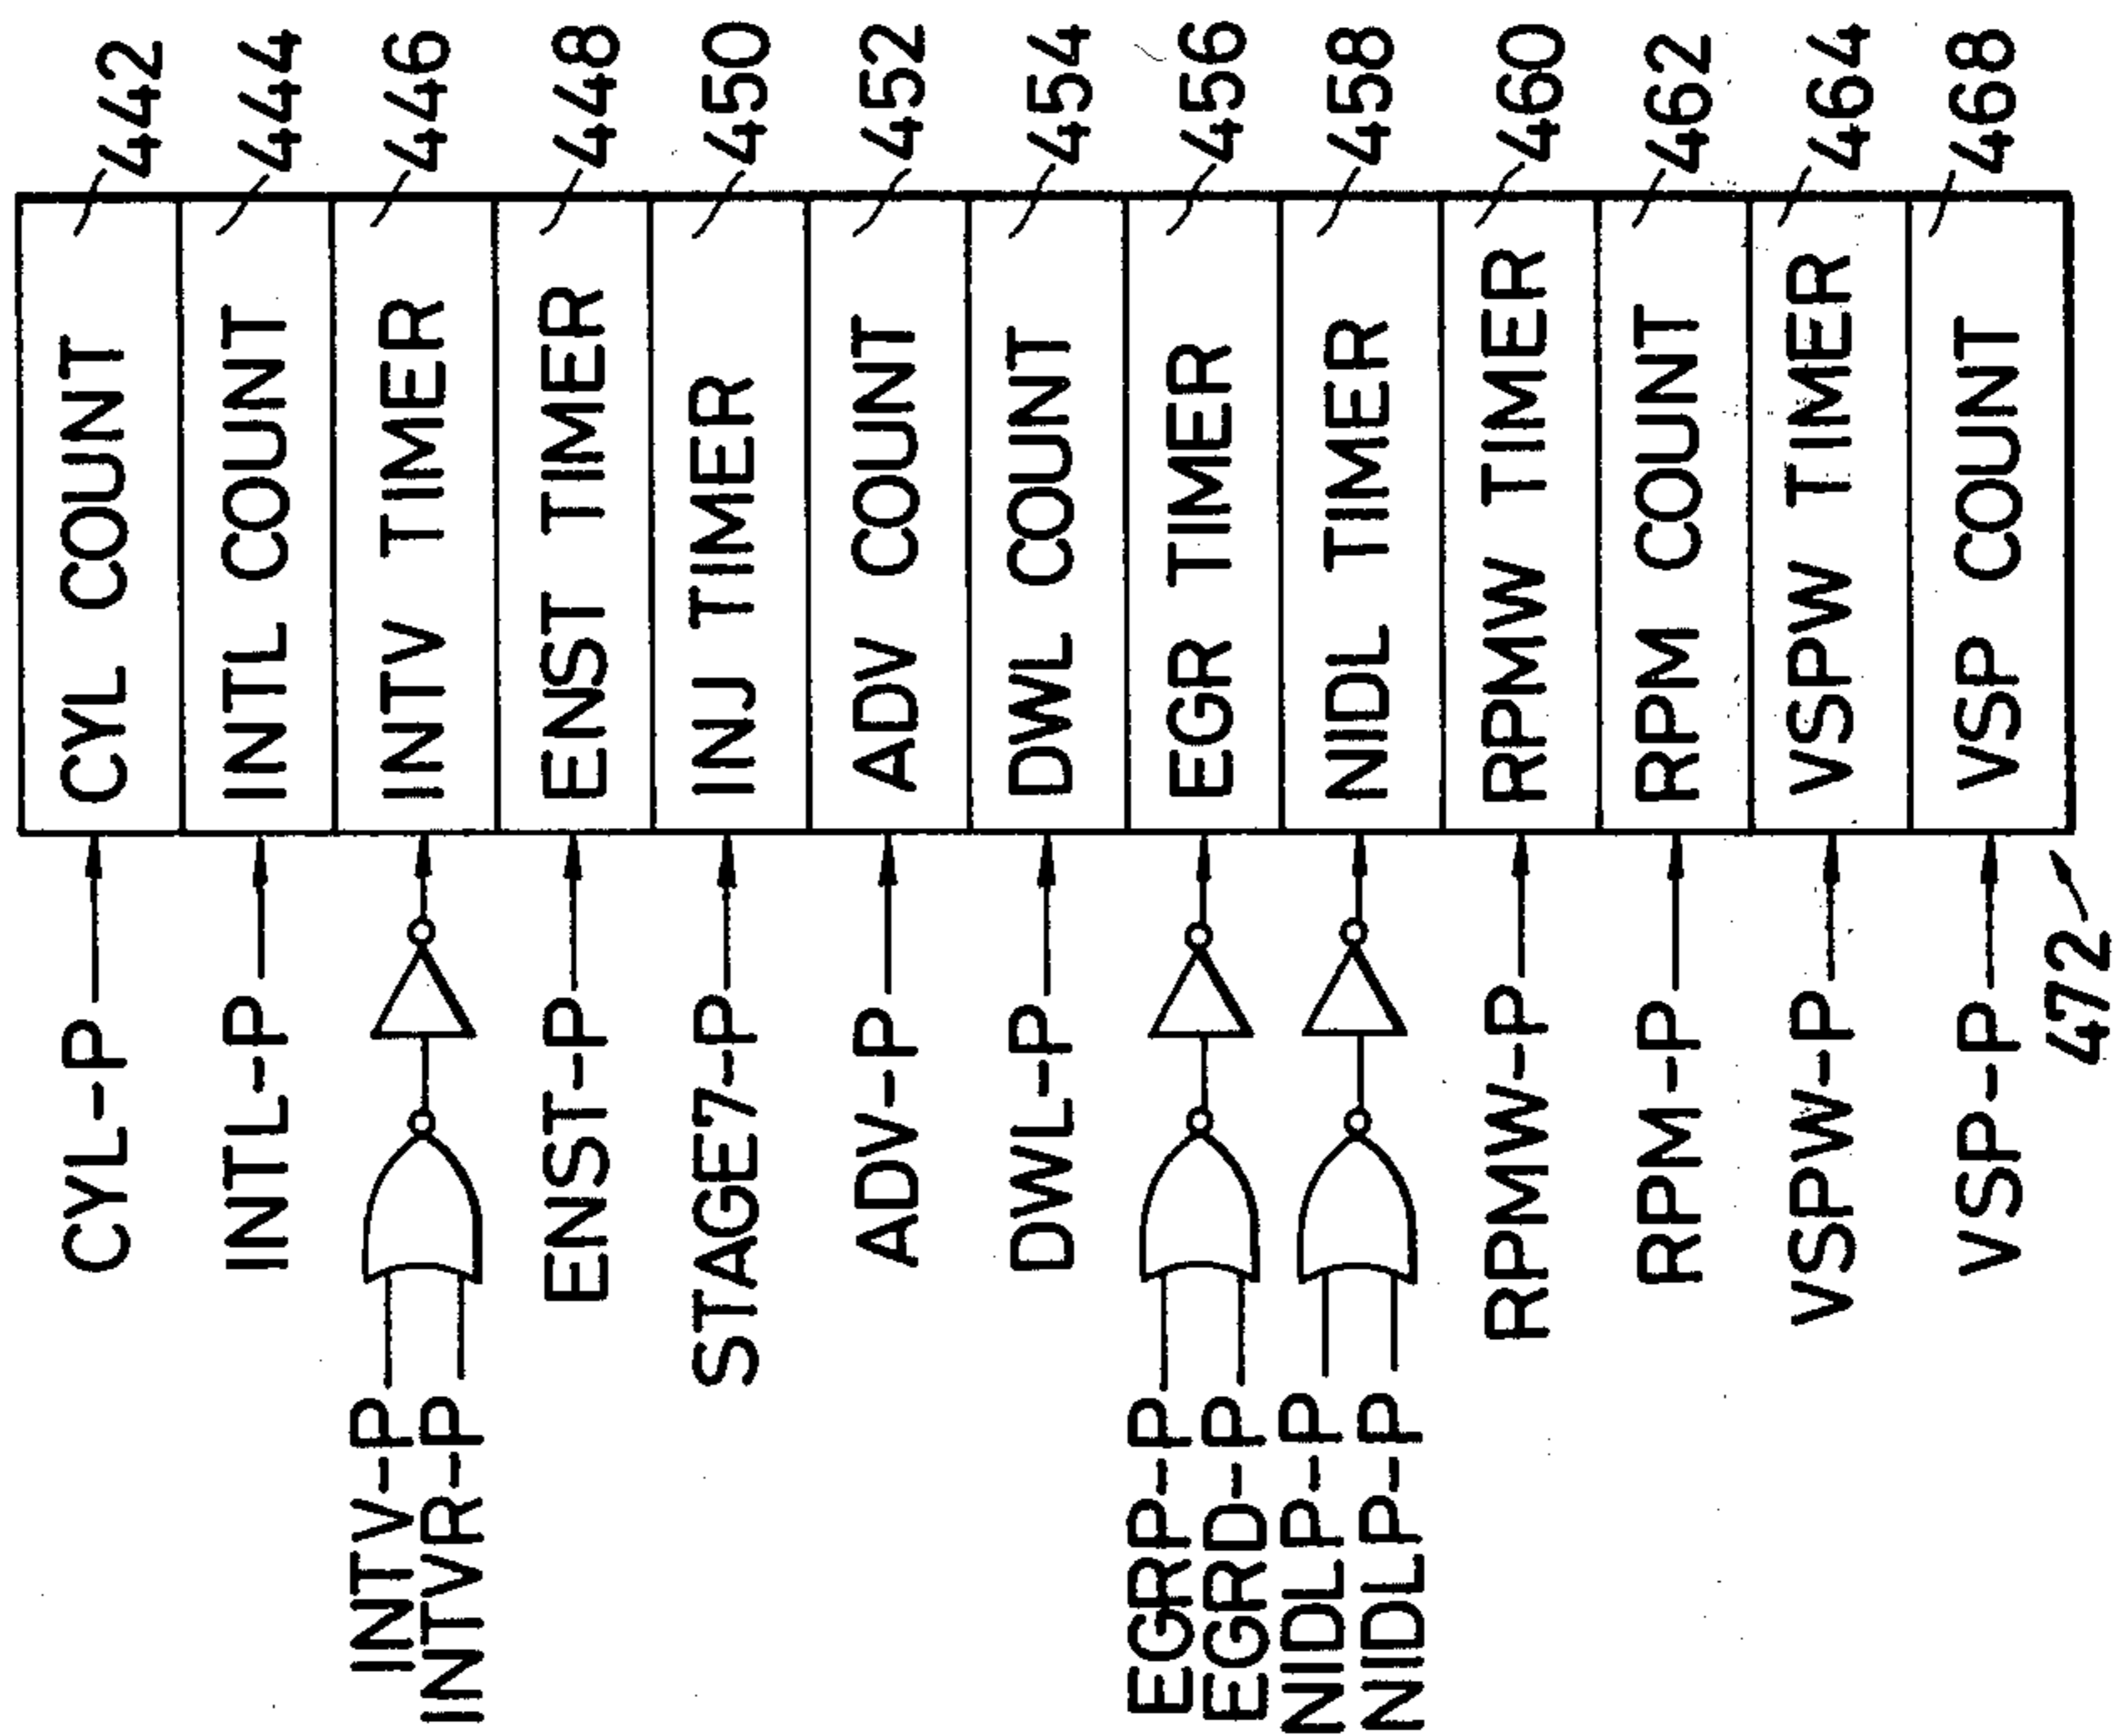 CYL-P
CYL COUNT
442
INTL-P
INTL COUNT
444
INTV-P
INTVR-P
INTV TIMER
446
ENST-P
ENST TIMER
448
STAGE7-P
INJ TIMER
450
ADV-P
ADV COUNT
452
DWL-P
DWL COUNT
454
EGRP-P
EGRD-P
EGR TIMER
456
NIDLP-P
NIDLP-P
NIDL TIMER
458
RPMW-P
RPMW TIMER
460
RPM-P
RPM COUNT
462
VSPW-P
VSPW TIMER
464
VSP-P
VSP COUNT
468
472